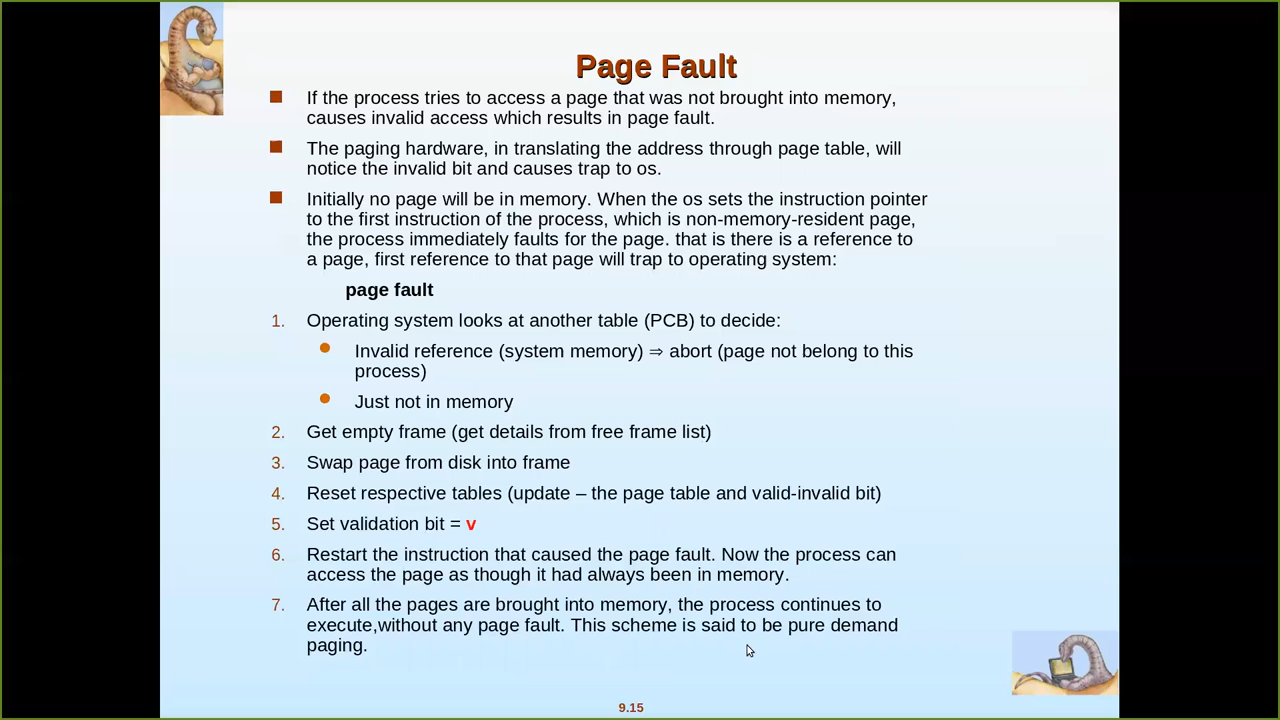 Page Fault
If the process tries to access a page that was not brought into memory,
causes invalid access which results in page fault.
The paging hardware, in translating the address through page table, will
notice the invalid bit and causes trap to os.
Initially no page will be in memory. When the os sets the instruction pointer
to the first instruction of the process, which is non-memory-resident page,
the process immediately faults for the page. that is there is a reference to
a page, first reference to that page will trap to operating system:
page fault
1. Operating system looks at another table (PCB) to decide:
Invalid reference (system memory) ⇒ abort (page not belong to this
process)
Just not in memory
2. Get empty frame (get details from free frame list)
3. Swap page from disk into frame
4. Reset respective tables (update – the page table and valid-invalid bit)
5. Set validation bit = v
6. Restart the instruction that caused the page fault. Now the process can
access the page as though it had always been in memory.
7. After all the pages are brought into memory, the process continues to
execute,without any page fault. This scheme is said to be pure demand
paging.
9.15